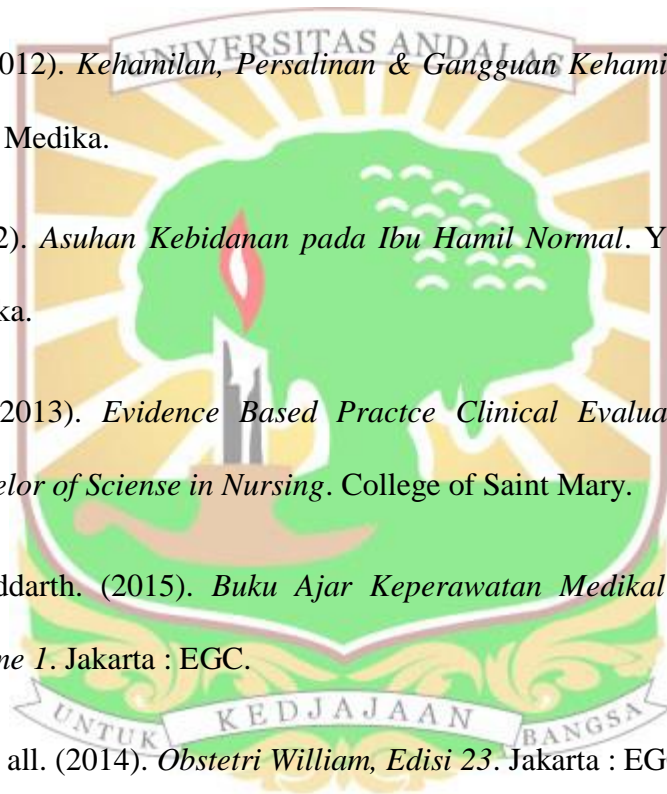 UNIVERSITAS ANDALAS
012). Kehamilan, Persalinan & Gangguan Kehami
Medika.
2). Asuhan Kebidanan pada Ibu Hamil Normal. Y
ka.
2013). Evidence Based Practce Clinical Evalua
elor of Sciense in Nursing. College of Saint Mary.
ddarth. (2015). Buku Ajar Keperawatan Medikal
ne 1. Jakarta : EGC.
UNTUK KEDJAJAAN BANGSA
all. (2014). Obstetri William, Edisi 23. Jakarta : EG